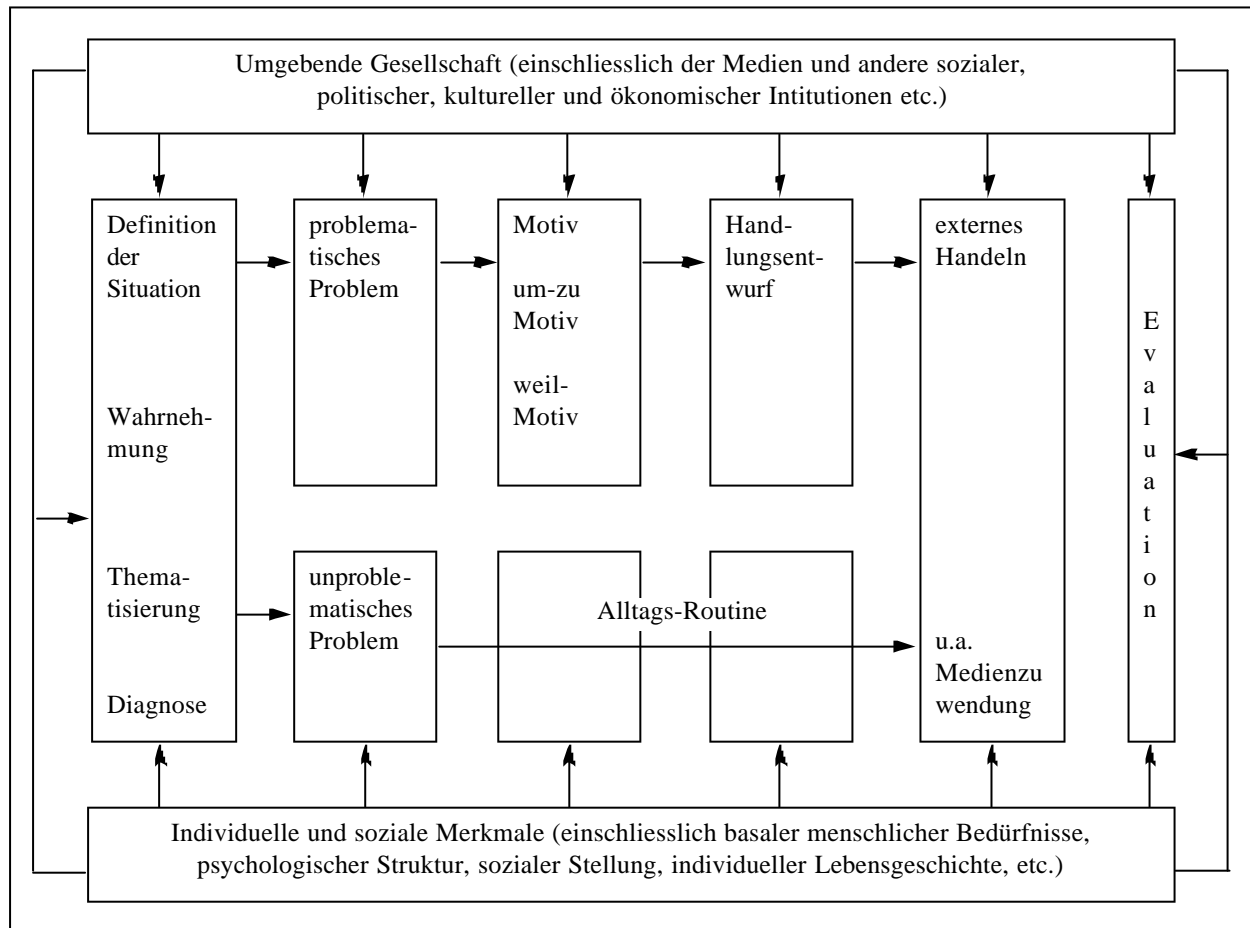 Umgebende Gesellschaft (einschliesslich der Medien und andere sozialer,
politischer, kultureller und ökonomischer Intitutionen etc.)
Definition
der
Situation
Wahrneh-
mung
Thema-
tisierung
Diagnose
problema-
tisches
Problem
unproble-
matisches
Problem
Motiv
um-zu
Motiv
weil-
Motiv
Hand-
lungsent-
wurf
Alltags-Routine
externes
Handeln
u.a.
Medienzu
wendung
Evaluation
Individuelle und soziale Merkmale (einschliesslich basaler menschlicher Bedürfnisse,
psychologischer Struktur, sozialer Stellung, individueller Lebensgeschichte, etc.)